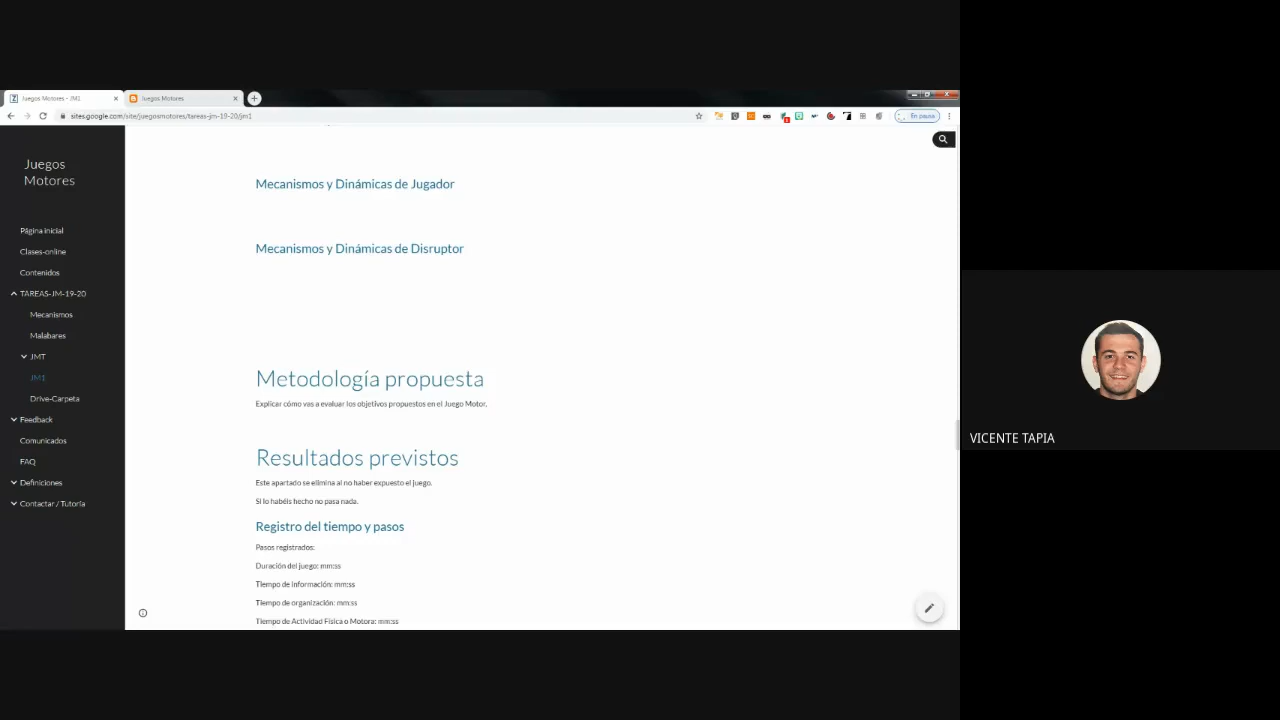 Juegos Motores - JM1
Juegos Motores
sites.google.com/site/juegosmotores/tareas-jm-19-20/jm1
En pausa
Juegos
Motores
Página inicial
Clases-online
Contenidos
TAREAS-JM-19-20
Mecanismos
Malabares
JMT
JM1
Drive-Carpeta
Feedback
Comunicados
FAQ
Definiciones
Contactar / Tutoría
Mecanismos y Dinámicas de Jugador
Mecanismos y Dinámicas de Disruptor
Metodología propuesta
Explicar cómo vas a evaluar los objetivos propuestos en el Juego Motor.
Resultados previstos
Este apartado se elimina al no haber expuesto el juego.
Si lo habéis hecho no pasa nada.
Registro del tiempo y pasos
Pasos registrados:
Duración del juego: mm:ss
Tiempo de información: mm:ss
Tiempo de organización: mm:ss
Tiempo de Actividad Física o Motora: mm:ss
VICENTE TAPIA